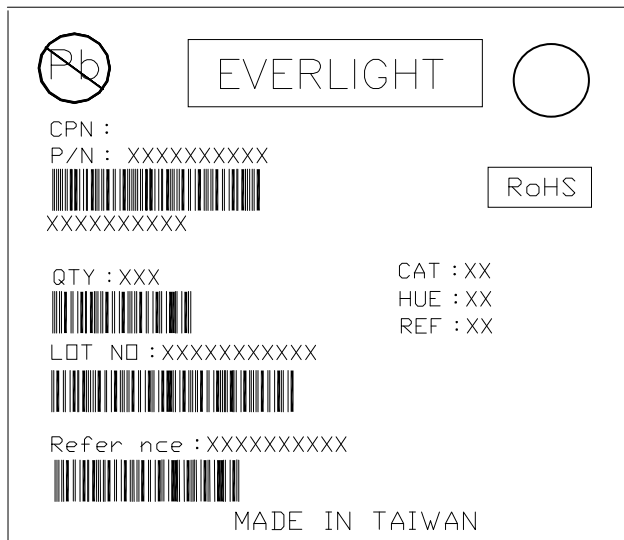 Pb
EVERLIGHT
CPN :
P/N : XXXXXXXXXX
RoHS
XXXXXXXXXX
QTY : XXX
CAT : XX
HUE : XX
REF : XX
LOT NO : XXXXXXXXXXX
Refer nce : XXXXXXXXXX
MADE IN TAIWAN